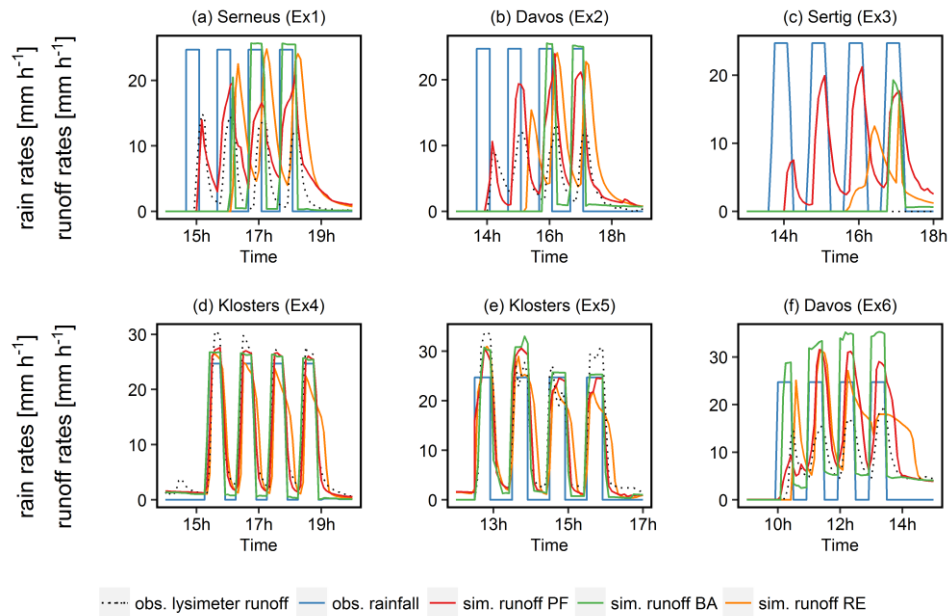 (a) Serneus (Ex1)
(b) Davos (Ex2)
(c) Sertig (Ex3)
rain rates [mm h⁻¹]
runoff rates [mm h⁻¹]
20
10
0
15h 17h 19h
Time
20
10
0
14h 16h 18h
Time
20
10
0
14h 16h 18h
Time
(d) Klosters (Ex4)
(e) Klosters (Ex5)
(f) Davos (Ex6)
rain rates [mm h⁻¹]
runoff rates [mm h⁻¹]
30
20
10
0
15h 17h 19h
Time
30
20
10
0
13h 15h 17h
Time
30
20
10
0
10h 12h 14h
Time
obs. lysimeter runoff obs. rainfall sim. runoff PF sim. runoff BA sim. runoff RE